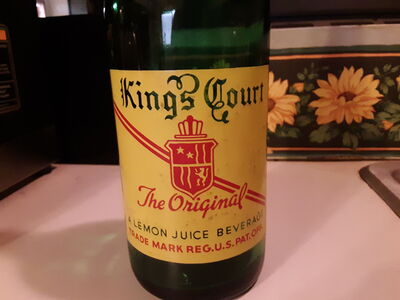 King's Court
The Original
A LEMON JUICE BEVERAGE
TRADE MARK REG. U.S. PAT. OFF.